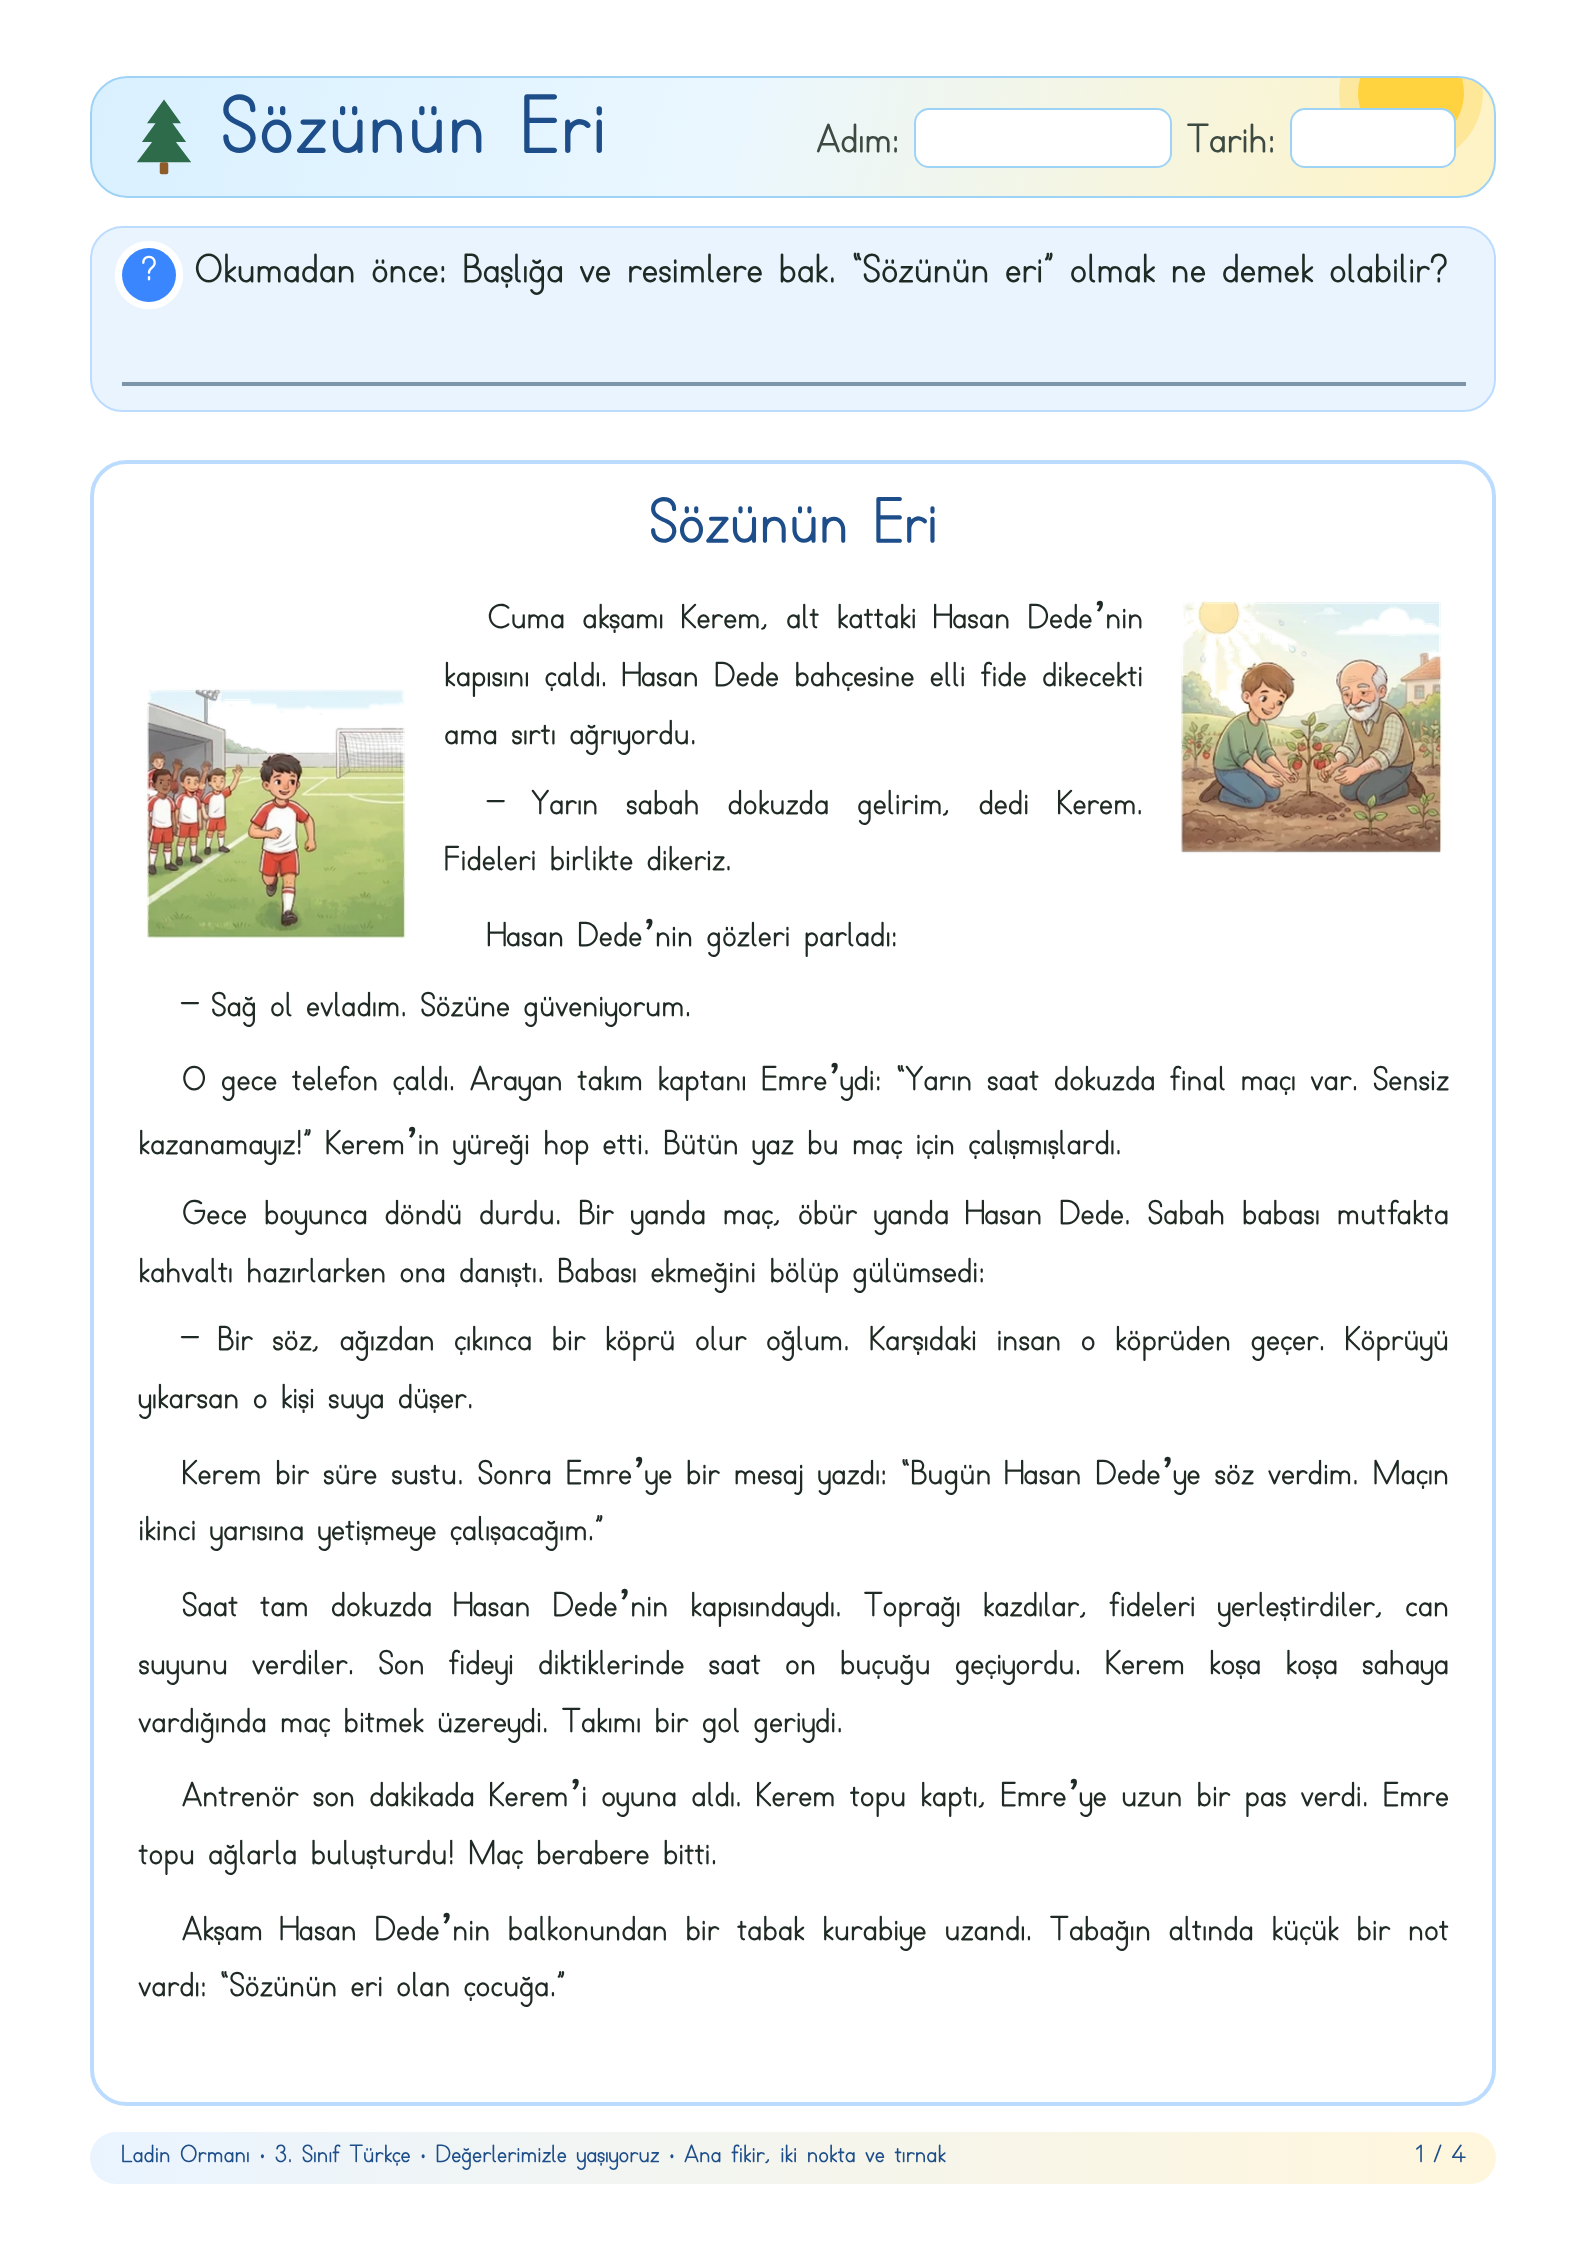 Sözünün Eri
Adım:
Tarih:
?
Okumadan önce: Başlığa ve resimlere bak. “Sözünün eri” olmak ne demek olabilir?
Sözünün Eri
Cuma akşamı Kerem, alt kattaki Hasan Dede’nin
kapısını çaldı. Hasan Dede bahçesine elli fide dikecekti
ama sırtı ağrıyordu.
– Yarın sabah dokuzda gelirim, dedi Kerem.
Fideleri birlikte dikeriz.
Hasan Dede’nin gözleri parladı:
– Sağ ol evladım. Sözüne güveniyorum.
O gece telefon çaldı. Arayan takım kaptanı Emre’ydi: “Yarın saat dokuzda final maçı var. Sensiz
kazanamayız!” Kerem’in yüreği hop etti. Bütün yaz bu maç için çalışmışlardı.
Gece boyunca döndü durdu. Bir yanda maç, öbür yanda Hasan Dede. Sabah babası mutfakta
kahvaltı hazırlarken ona danıştı. Babası ekmeğini bölüp gülümsedi:
– Bir söz, ağızdan çıkınca bir köprü olur oğlum. Karşıdaki insan o köprüden geçer. Köprüyü
yıkarsan o kişi suya düşer.
Kerem bir süre sustu. Sonra Emre’ye bir mesaj yazdı: “Bugün Hasan Dede’ye söz verdim. Maçın
ikinci yarısına yetişmeye çalışacağım.”
Saat tam dokuzda Hasan Dede’nin kapısındaydı. Toprağı kazdılar, fideleri yerleştirdiler, can
suyunu verdiler. Son fideyi diktiklerinde saat on buçuğu geçiyordu. Kerem koşa koşa sahaya
vardığında maç bitmek üzereydi. Takımı bir gol geriydi.
Antrenör son dakikada Kerem’i oyuna aldı. Kerem topu kaptı, Emre’ye uzun bir pas verdi. Emre
topu ağlarla buluşturdu! Maç berabere bitti.
Akşam Hasan Dede’nin balkonundan bir tabak kurabiye uzandı. Tabağın altında küçük bir not
vardı: “Sözünün eri olan çocuğa.”
Ladin Ormanı • 3. Sınıf Türkçe • Değerlerimizle yaşıyoruz • Ana fikir, iki nokta ve tırnak
1 / 4